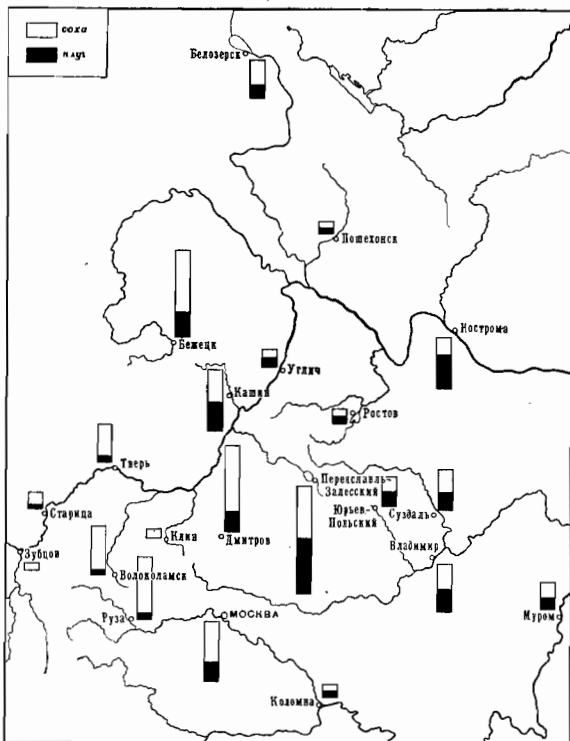 соха
плуг
Белозерск
Пошехонск
Кострома
Бежецк
Углич
Кашин
Ростов
Тверь
Переяславль-
Залесский
Старица
Юрьев-
Польский
Суздаль
Клин
Дмитров
Зубцов
Владимир
Волоколамск
Руза
МОСКВА
Муром
Коломна